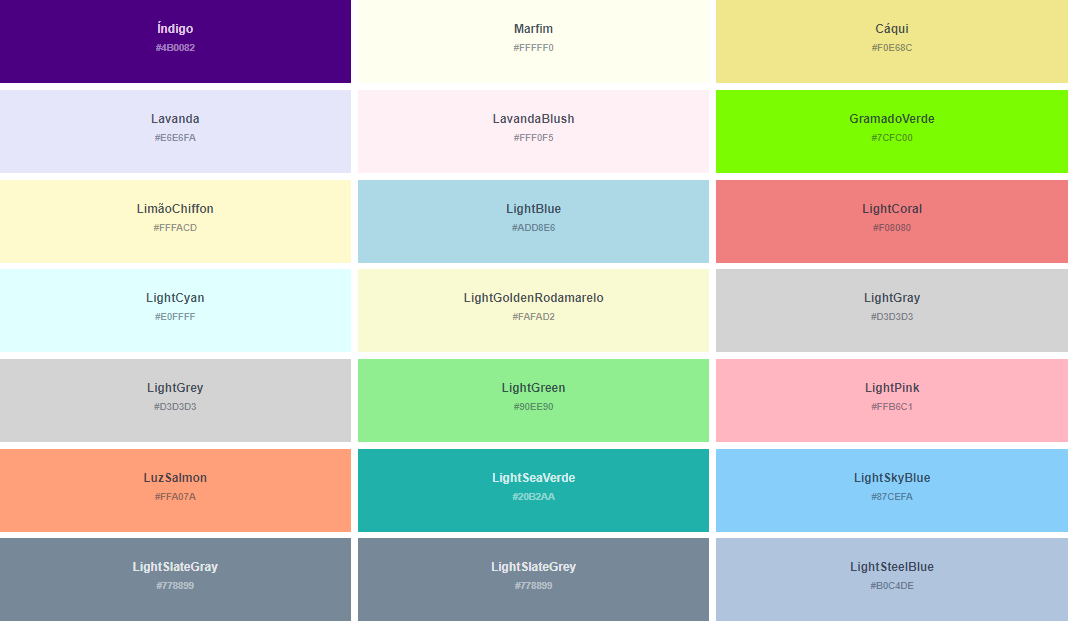 Índigo
#4B0082
Marfim
#FFFFF0
Cáqui
#F0E68C
Lavanda
#E6E6FA
LavandaBlush
#FFF0F5
GramadoVerde
#7CFC00
LimãoChiffon
#FFFACD
LightBlue
#ADD8E6
LightCoral
#F08080
LightCyan
#E0FFFF
LightGoldenRodamarelo
#FAFAD2
LightGray
#D3D3D3
LightGrey
#D3D3D3
LightGreen
#90EE90
LightPink
#FFB6C1
LuzSalmon
#FFA07A
LightSeaVerde
#20B2AA
LightSkyBlue
#87CEFA
LightSlateGray
#778899
LightSlateGrey
#778899
LightSteelBlue
#B0C4DE